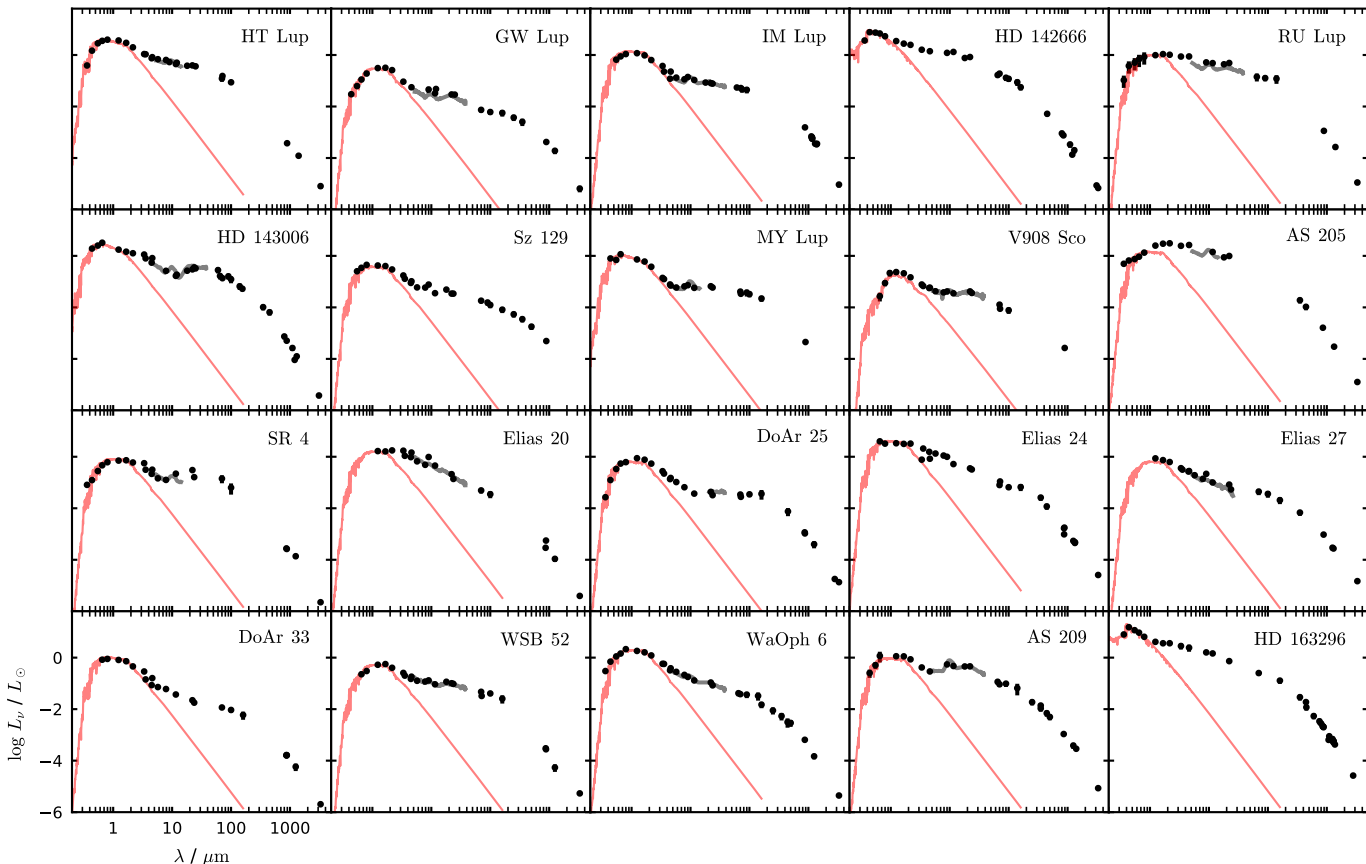 HT Lup
GW Lup
IM Lup
HD 142666
RU Lup
HD 143006
Sz 129
MY Lup
V908 Sco
AS 205
SR 4
Elias 20
DoAr 25
Elias 24
Elias 27
DoAr 33
WSB 52
WaOph 6
AS 209
HD 163296
0
−2
−4
−6
log Lν / L⊙
1 10 100 1000
λ / μm